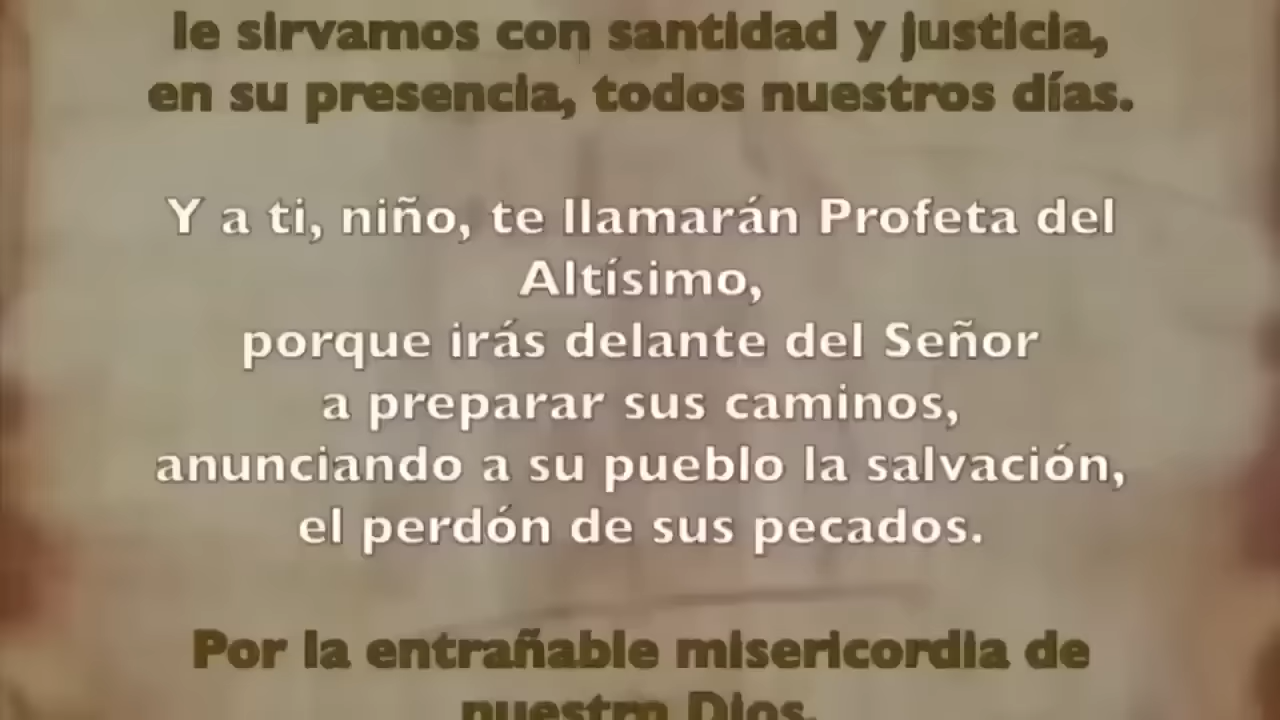 le sirvamos con santidad y justicia,
en su presencia, todos nuestros días.
Y a ti, niño, te llamarán Profeta del
Altísimo,
porque irás delante del Señor
a preparar sus caminos,
anunciando a su pueblo la salvación,
el perdón de sus pecados.
Por la entrañable misericordia de
nuestro Dios,